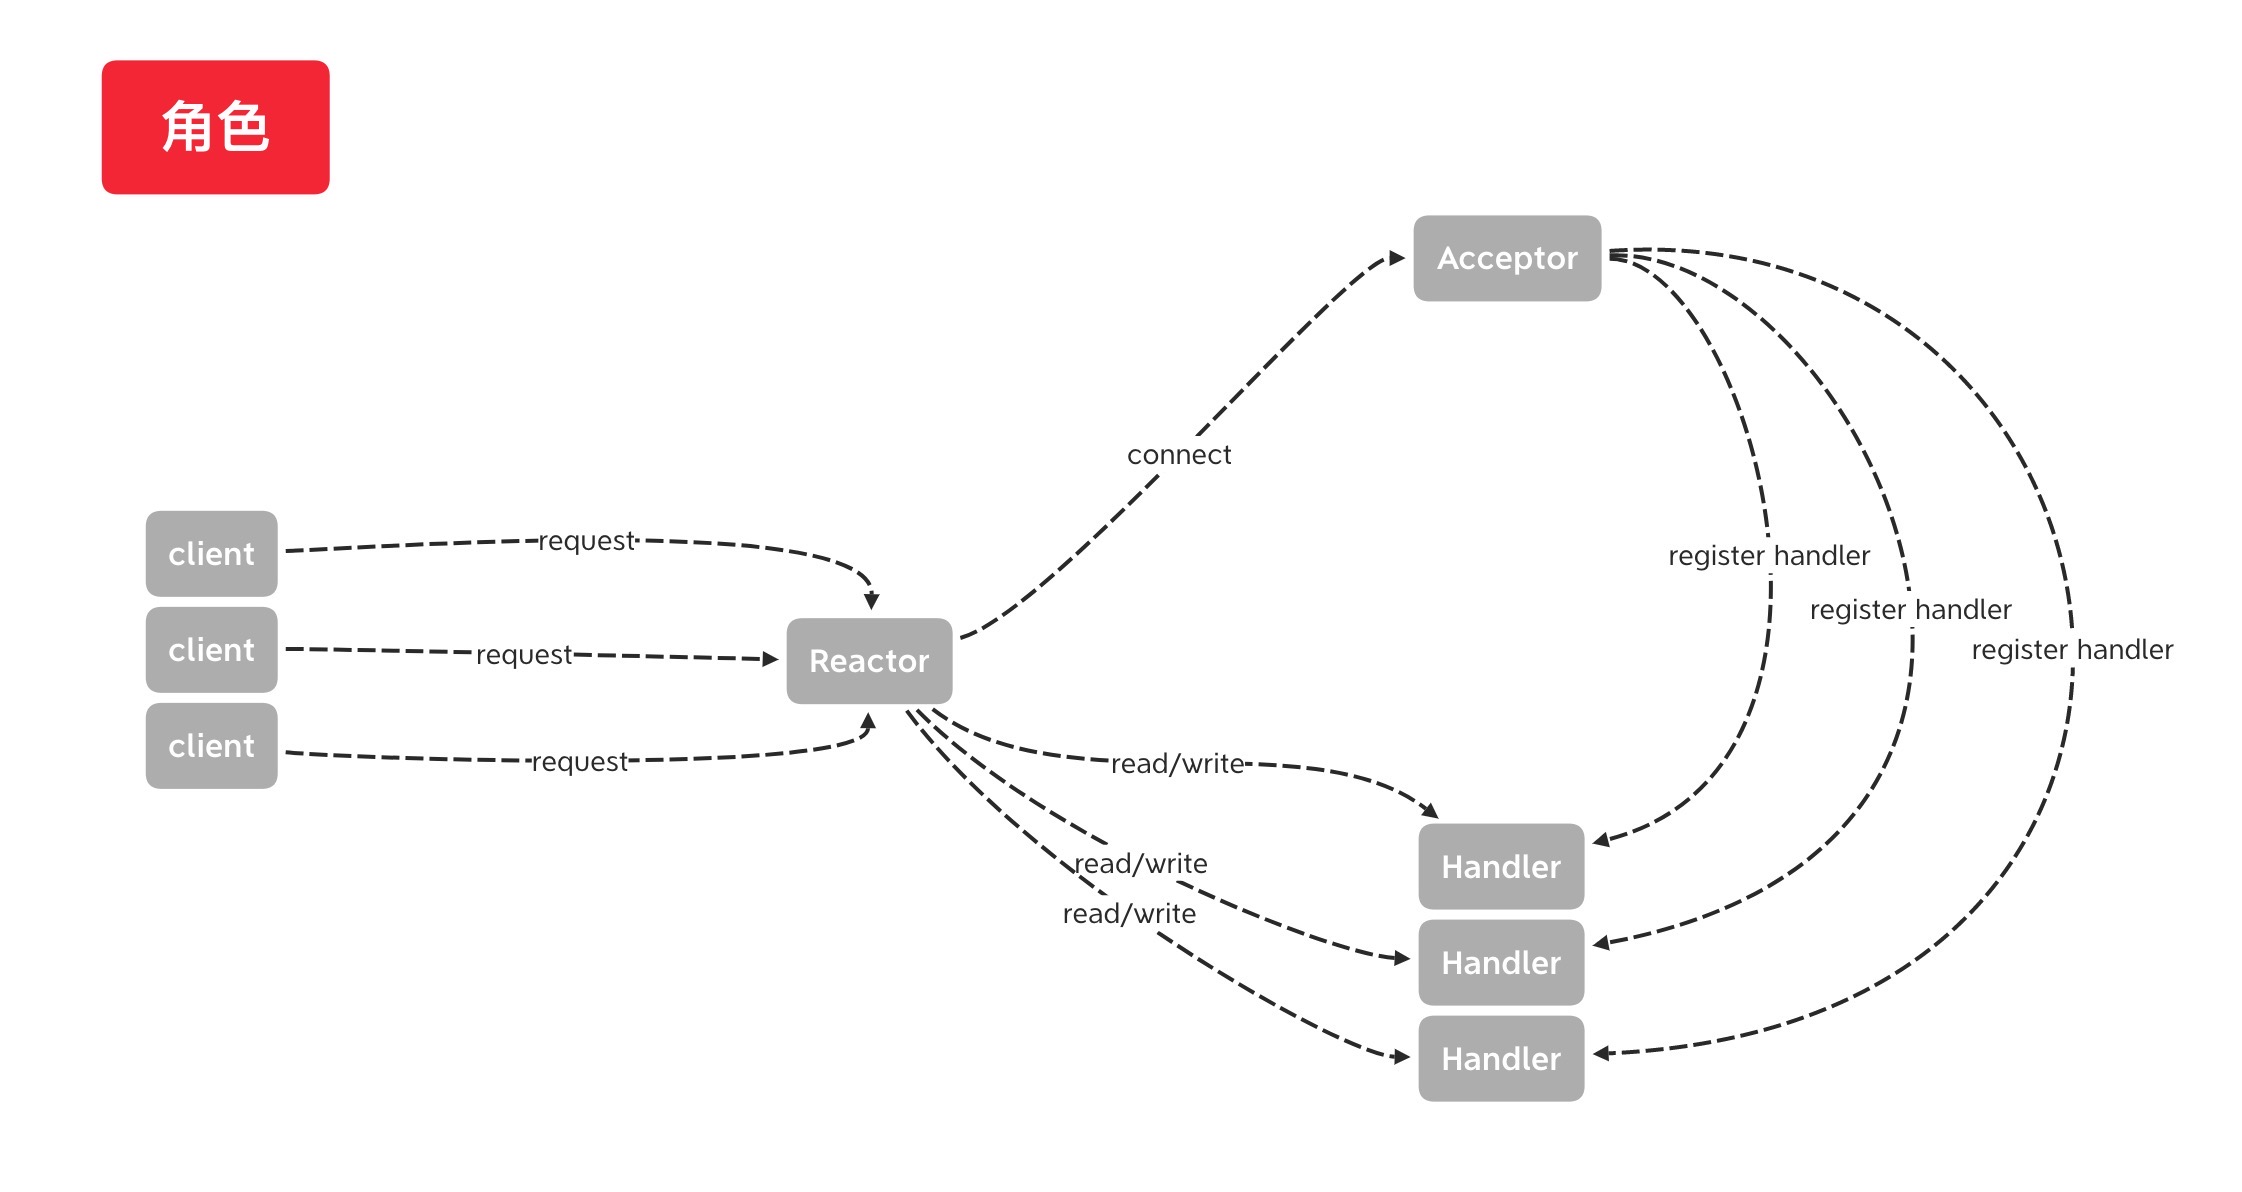 角色
Acceptor
connect
client
request
register handler
register handler
client
request
Reactor
register handler
client
request
read/write
read/write
Handler
read/write
Handler
Handler